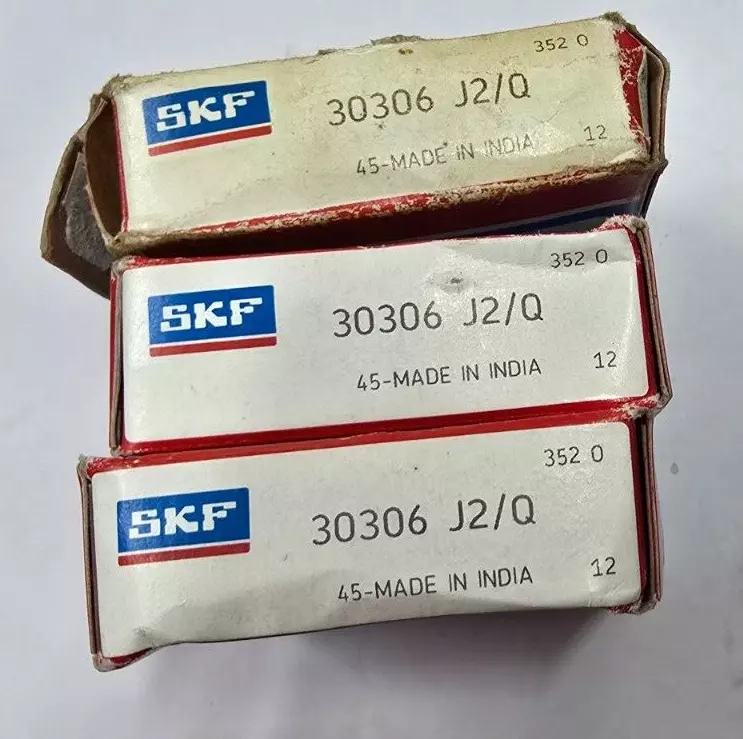 352 0
SKF
30306 J2/Q
45-MADE IN INDIA
12
352 0
SKF
30306 J2/Q
45-MADE IN INDIA
12
352 0
SKF
30306 J2/Q
45-MADE IN INDIA
12